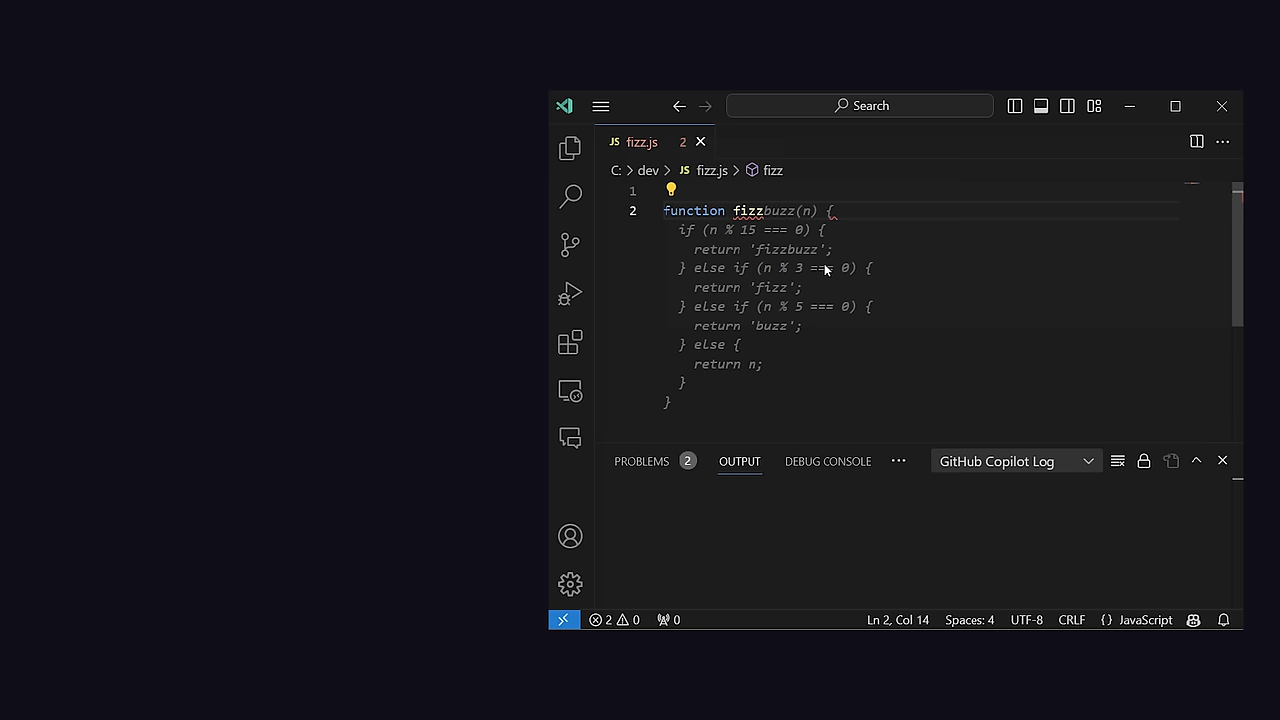 Search
JS fizz.js 2
C: > dev > JS fizz.js > fizz
1
2 function fizzbuzz(n) {
if (n % 15 === 0) {
return 'fizzbuzz';
} else if (n % 3 === 0) {
return 'fizz';
} else if (n % 5 === 0) {
return 'buzz';
} else {
return n;
}
}
PROBLEMS 2 OUTPUT DEBUG CONSOLE ··· GitHub Copilot Log
2 0 0 Ln 2, Col 14 Spaces: 4 UTF-8 CRLF {} JavaScript